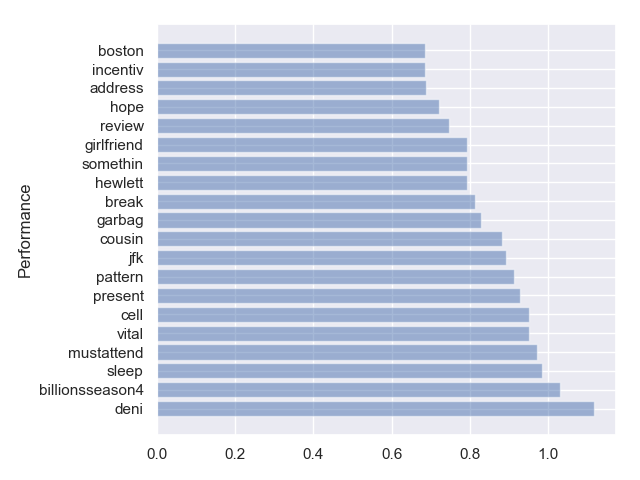 boston
incentiv
address
hope
review
girlfriend
somethin
hewlett
break
garbag
cousin
jfk
pattern
present
cell
vital
mustattend
sleep
billionsseason4
deni
Performance
0.0 0.2 0.4 0.6 0.8 1.0